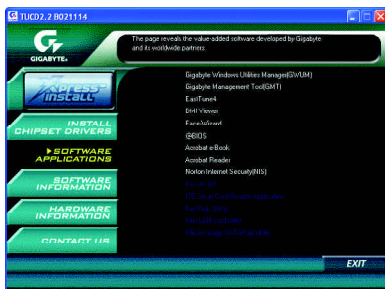 TUCD2.2 B021114
GIGABYTE
The page reveals the value-added software developed by Gigabyte
and its worldwide partners.
Xpress
INSTALL
INSTALL
CHIPSET DRIVERS
SOFTWARE
APPLICATIONS
SOFTWARE
INFORMATION
HARDWARE
INFORMATION
CONTACT US
Gigabyte Windows Utilities Manager(GWUM)
Gigabyte Management Tool(GMT)
EasiTune4
DMI Viewer
Face-Wizard
@BIOS
Acrobat e-Book
Acrobat Reader
Norton Internet Security(NIS)
EXIT